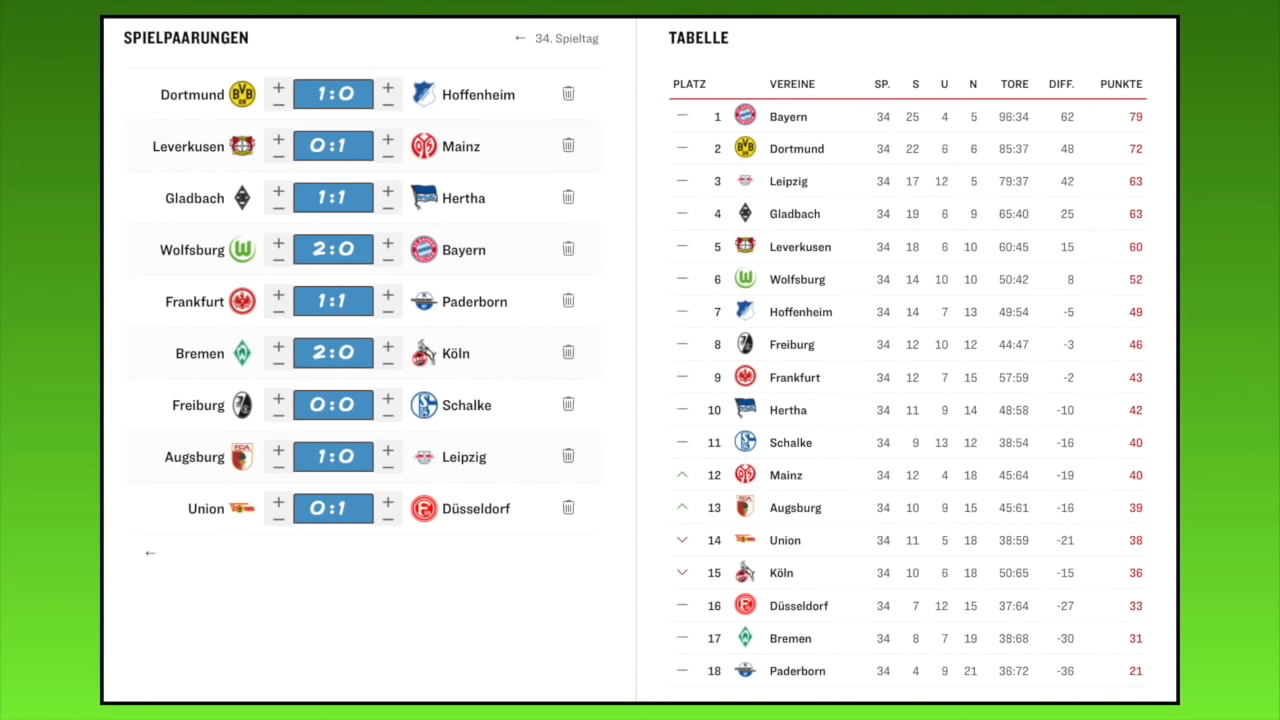 SPIELPAARUNGEN
← 34. Spieltag
Dortmund + − 1:0 + − Hoffenheim
Leverkusen + − 0:1 + − Mainz
Gladbach + − 1:1 + − Hertha
Wolfsburg + − 2:0 + − Bayern
Frankfurt + − 1:1 + − Paderborn
Bremen + − 2:0 + − Köln
Freiburg + − 0:0 + − Schalke
Augsburg + − 1:0 + − Leipzig
Union + − 0:1 + − Düsseldorf
←
TABELLE
PLATZ VEREINE SP. S U N TORE DIFF. PUNKTE
1 Bayern 34 25 4 5 96:34 62 79
2 Dortmund 34 22 6 6 85:37 48 72
3 Leipzig 34 17 12 5 79:37 42 63
4 Gladbach 34 19 6 9 65:40 25 63
5 Leverkusen 34 18 6 10 60:45 15 60
6 Wolfsburg 34 14 10 10 50:42 8 52
7 Hoffenheim 34 14 7 13 49:54 -5 49
8 Freiburg 34 12 10 12 44:47 -3 46
9 Frankfurt 34 12 7 15 57:59 -2 43
10 Hertha 34 11 9 14 48:58 -10 42
11 Schalke 34 9 13 12 38:54 -16 40
12 Mainz 34 12 4 18 45:64 -19 40
13 Augsburg 34 10 9 15 45:61 -16 39
14 Union 34 11 5 18 38:59 -21 38
15 Köln 34 10 6 18 50:65 -15 36
16 Düsseldorf 34 7 12 15 37:64 -27 33
17 Bremen 34 8 7 19 38:68 -30 31
18 Paderborn 34 4 9 21 36:72 -36 21